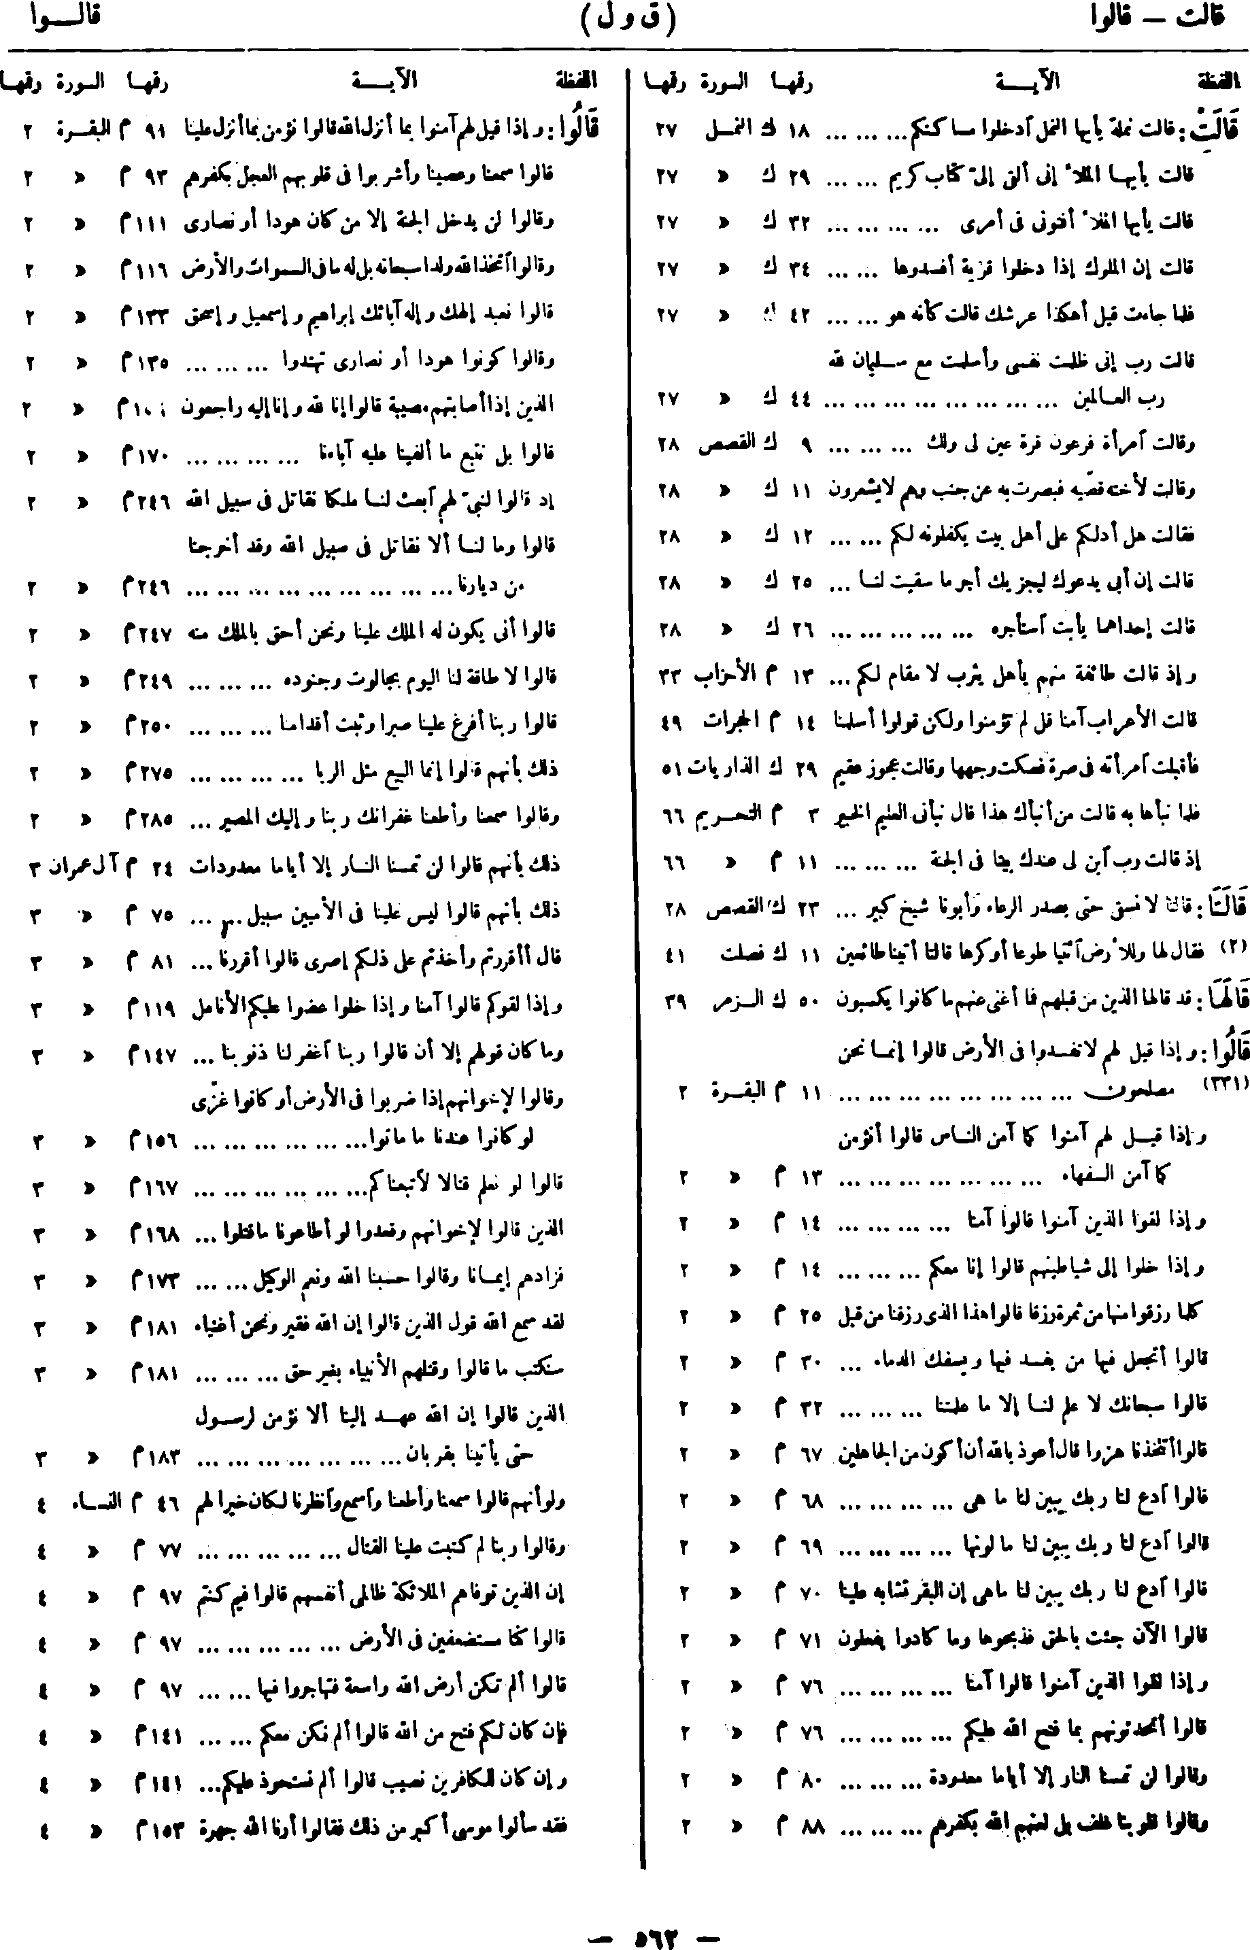 قالت — قالوا (ق و ل) قالـــوا
اللفظة الآيـــة رقمها السورة رقمها
قَالَتْ: قالت نملة يأيها النمل ٱدخلوا مساكنكم ... ... ... ١٨ ك النمل ٢٧
قالت يأيها الملأ إنى ألقى إلىّ كتاب كريم ... ... ٢٩ ك « ٢٧
قالت يأيها الملأ أفتونى فى أمرى ... ... ... ... ٣٢ ك « ٢٧
قالت إن الملوك إذا دخلوا قرية أفسدوها ... ... ٣٤ ك « ٢٧
فلما جاءت قيل أهكذا عرشك قالت كأنه هو ... ... ٤٢ ك « ٢٧
قالت رب إنى ظلمت نفسى وأسلمت مع سليمان لله
رب العالمين ... ... ... ... ... ... ... ... ٤٤ ك « ٢٧
وقالت ٱمرأة فرعون قرة عين لى ولك ... ... ... ٩ ك القصص ٢٨
وقالت لأخته قصّيه فبصرت به عن جنب وهم لا يشعرون ١١ ك « ٢٨
فقالت هل أدلكم على أهل بيت يكفلونه لكم ... ... ١٢ ك « ٢٨
قالت إن أبى يدعوك ليجزيك أجر ما سقيت لنا ... ٢٥ ك « ٢٨
قالت إحداهما يأبت ٱستأجره ... ... ... ... ... ٢٦ ك « ٢٨
وإذ قالت طائفة منهم يأهل يثرب لا مقام لكم ... ١٣ م الأحزاب ٣٣
قالت الأعراب آمنا قل لم تؤمنوا ولكن قولوا أسلمنا ١٤ م الحجرات ٤٩
فأقبلت ٱمرأته فى صرة فصكت وجهها وقالت عجوز عقيم ٢٩ ك الذاريات ٥١
فلما نبأها به قالت من أنبأك هذا قال نبأنى العليم الخبير ٣ م التحريم ٦٦
إذ قالت رب ٱبن لى عندك بيتا فى الجنة ... ... ... ١١ م « ٦٦
قَالَتَا: قالتا لا نسقى حتى يصدر الرعاء وأبونا شيخ كبير ... ٢٣ ك القصص ٢٨
(٢) فقال لها وللأرض ٱئتيا طوعا أو كرها قالتا أتينا طائعين ١١ ك فصلت ٤١
قَالَهَا: قد قالها الذين من قبلهم فما أغنى عنهم ما كانوا يكسبون ٥٠ ك الزمر ٣٩
قَالُوا: وإذا قيل لهم لا تفسدوا فى الأرض قالوا إنما نحن
(٣٣١) مصلحون ... ... ... ... ... ... ... ... ١١ م البقرة ٢
وإذا قيل لهم آمنوا كما آمن الناس قالوا أنؤمن
كما آمن السفهاء ... ... ... ... ... ... ... ١٣ م « ٢
وإذا لقوا الذين آمنوا قالوا آمنا ... ... ... ... ١٤ م « ٢
وإذا خلوا إلى شياطينهم قالوا إنا معكم ... ... ... ١٤ م « ٢
كلما رزقوا منها من ثمرة رزقا قالوا هذا الذى رزقنا من قبل ٢٥ م « ٢
قالوا أتجعل فيها من يفسد فيها ويسفك الدماء ... ٣٠ م « ٢
قالوا سبحانك لا علم لنا إلا ما علمتنا ... ... ... ٣٢ م « ٢
قالوا أتتخذنا هزوا قال أعوذ بالله أن أكون من الجاهلين ٦٧ م « ٢
قالوا ٱدع لنا ربك يبين لنا ما هى ... ... ... ... ٦٨ م « ٢
قالوا ٱدع لنا ربك يبين لنا ما لونها ... ... ... ... ٦٩ م « ٢
قالوا ٱدع لنا ربك يبين لنا ما هى إن البقر تشابه علينا ٧٠ م « ٢
قالوا الآن جئت بالحق فذبحوها وما كادوا يفعلون ٧١ م « ٢
وإذا لقوا الذين آمنوا قالوا آمنا ... ... ... ... ٧٦ م « ٢
قالوا أتحدثونهم بما فتح الله عليكم ... ... ... ... ٧٦ م « ٢
وقالوا لن تمسنا النار إلا أياما معدودة ... ... ... ٨٠ م « ٢
وقالوا قلوبنا غلف بل لعنهم الله بكفرهم ... ... ... ٨٨ م « ٢
اللفظة الآيـــة رقمها السورة رقمها
قَالُوا: وإذا قيل لهم آمنوا بما أنزل الله قالوا نؤمن بما أنزل علينا ٩١ م البقرة ٢
قالوا سمعنا وعصينا وأشربوا فى قلوبهم العجل بكفرهم ٩٣ م « ٢
وقالوا لن يدخل الجنة إلا من كان هودا أو نصارى ١١١ م « ٢
وقالوا ٱتخذ الله ولدا سبحانه بل له ما فى السموات والأرض ١١٦ م « ٢
قالوا نعبد إلهك وإله آبائك إبراهيم وإسمعيل وإسحق ١٣٣ م « ٢
وقالوا كونوا هودا أو نصارى تهتدوا ... ... ... ١٣٥ م « ٢
الذين إذا أصابتهم مصيبة قالوا إنا لله وإنا إليه راجعون م « ٢
قالوا بل نتبع ما ألفينا عليه آباءنا ... ... ... ... ١٧٠ م « ٢
إذ قالوا لنبىّ لهم ٱبعث لنا ملكا نقاتل فى سبيل الله ٢٤٦ م « ٢
قالوا وما لنا ألا نقاتل فى سبيل الله وقد أخرجنا
من ديارنا ... ... ... ... ... ... ... ... ... ٢٤٦ م « ٢
قالوا أنى يكون له الملك علينا ونحن أحق بالملك منه ٢٤٧ م « ٢
قالوا لا طاقة لنا اليوم بجالوت وجنوده ... ... ... ٢٤٩ م « ٢
قالوا ربنا أفرغ علينا صبرا وثبت أقدامنا ... ... ... ٢٥٠ م « ٢
ذلك بأنهم قالوا إنما البيع مثل الربا ... ... ... ... ٢٧٥ م « ٢
وقالوا سمعنا وأطعنا غفرانك ربنا وإليك المصير ... ٢٨٥ م « ٢
ذلك بأنهم قالوا لن تمسنا النار إلا أياما معدودات ٢٤ م آل عمران ٣
ذلك بأنهم قالوا ليس علينا فى الأميين سبيل ... ... ٧٥ م « ٣
قال أأقررتم وأخذتم على ذلكم إصرى قالوا أقررنا ... ٨١ م « ٣
وإذا لقوكم قالوا آمنا وإذا خلوا عضوا عليكم الأنامل ١١٩ م « ٣
وما كان قولهم إلا أن قالوا ربنا ٱغفر لنا ذنوبنا ... ١٤٧ م « ٣
وقالوا لإخوانهم إذا ضربوا فى الأرض أو كانوا غزّى
لو كانوا عندنا ما ماتوا ... ... ... ... ... ... ١٥٦ م « ٣
قالوا لو نعلم قتالا لٱتبعناكم ... ... ... ... ... ... ١٦٧ م « ٣
الذين قالوا لإخوانهم وقعدوا لو أطاعونا ما قتلوا ... ١٦٨ م « ٣
فزادهم إيمانا وقالوا حسبنا الله ونعم الوكيل ... ... ١٧٣ م « ٣
لقد سمع الله قول الذين قالوا إن الله فقير ونحن أغنياء ١٨١ م « ٣
سنكتب ما قالوا وقتلهم الأنبياء بغير حق ... ... ... ١٨١ م « ٣
الذين قالوا إن الله عهد إلينا ألا نؤمن لرسول
حتى يأتينا بقربان ... ... ... ... ... ... ... ١٨٣ م « ٣
ولو أنهم قالوا سمعنا وأطعنا وٱسمع وٱنظرنا لكان خيرا لهم ٤٦ م النساء ٤
وقالوا ربنا لم كتبت علينا القتال ... ... ... ... ... ٧٧ م « ٤
إن الذين توفاهم الملائكة ظالمى أنفسهم قالوا فيم كنتم ٩٧ م « ٤
قالوا كنا مستضعفين فى الأرض ... ... ... ... ... ٩٧ م « ٤
قالوا ألم تكن أرض الله واسعة فتهاجروا فيها ... ... ٩٧ م « ٤
فإن كان لكم فتح من الله قالوا ألم نكن معكم ... ... ١٤١ م « ٤
وإن كان للكافرين نصيب قالوا ألم نستحوذ عليكم ... ١٤١ م « ٤
فقد سألوا موسى أكبر من ذلك فقالوا أرنا الله جهرة ١٥٣ م « ٤
— ٥٦٢ —